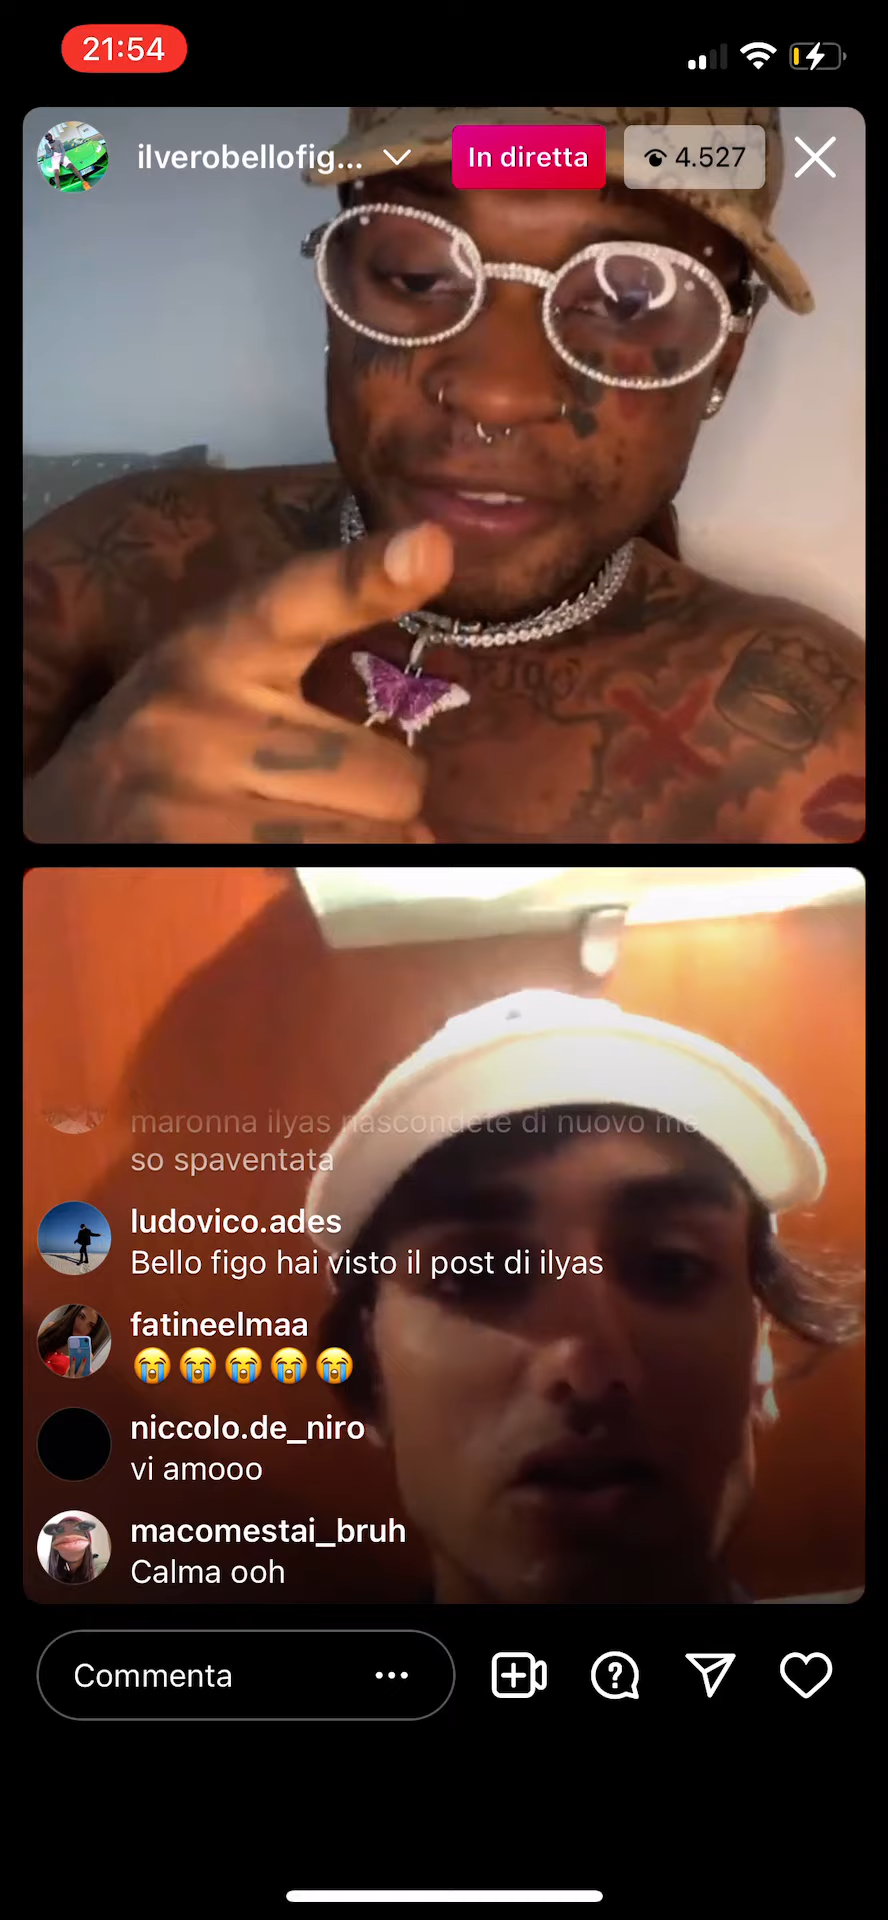 21:54
ilverobellofig...
In diretta
4.527
maronna ilyas nascondete di nuovo me
so spaventata
ludovico.ades
Bello figo hai visto il post di ilyas
fatineelmaa
😭😭😭😭😭
niccolo.de_niro
vi amooo
macomestai_bruh
Calma ooh
Commenta